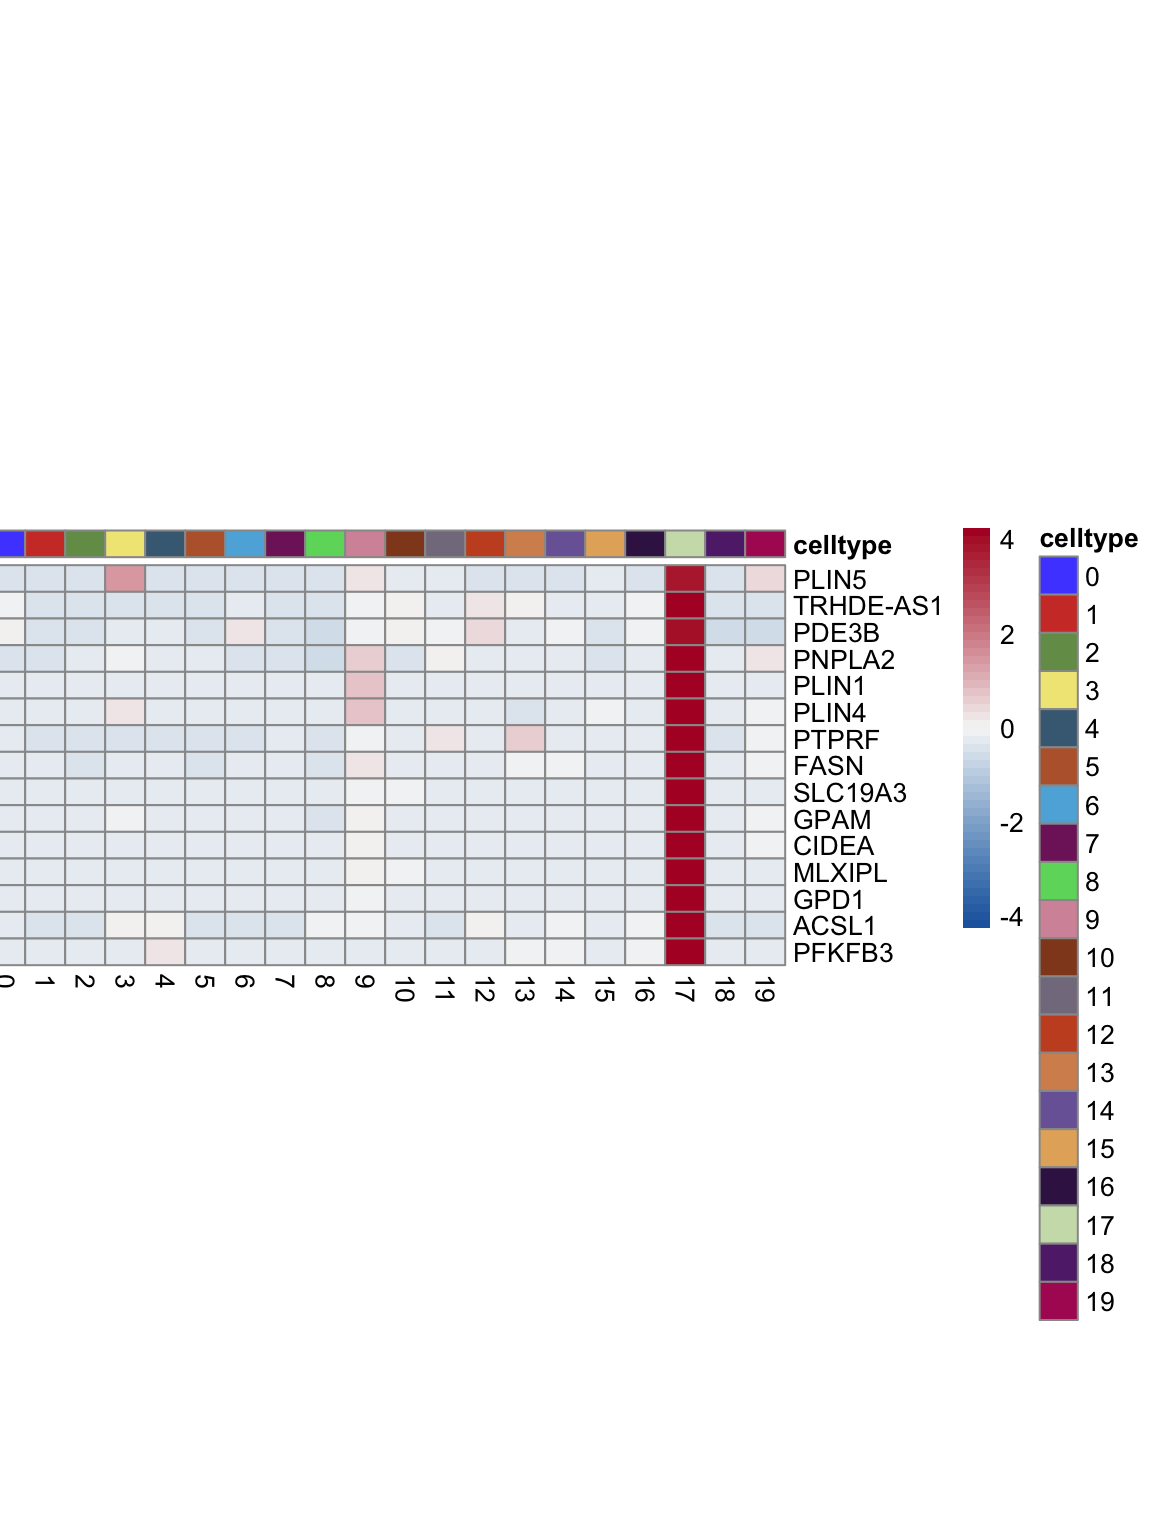 celltype
PLIN5
TRHDE-AS1
PDE3B
PNPLA2
PLIN1
PLIN4
PTPRF
FASN
SLC19A3
GPAM
CIDEA
MLXIPL
GPD1
ACSL1
PFKFB3
0 1 2 3 4 5 6 7 8 9 10 11 12 13 14 15 16 17 18 19
4
2
0
-2
-4
celltype
0
1
2
3
4
5
6
7
8
9
10
11
12
13
14
15
16
17
18
19